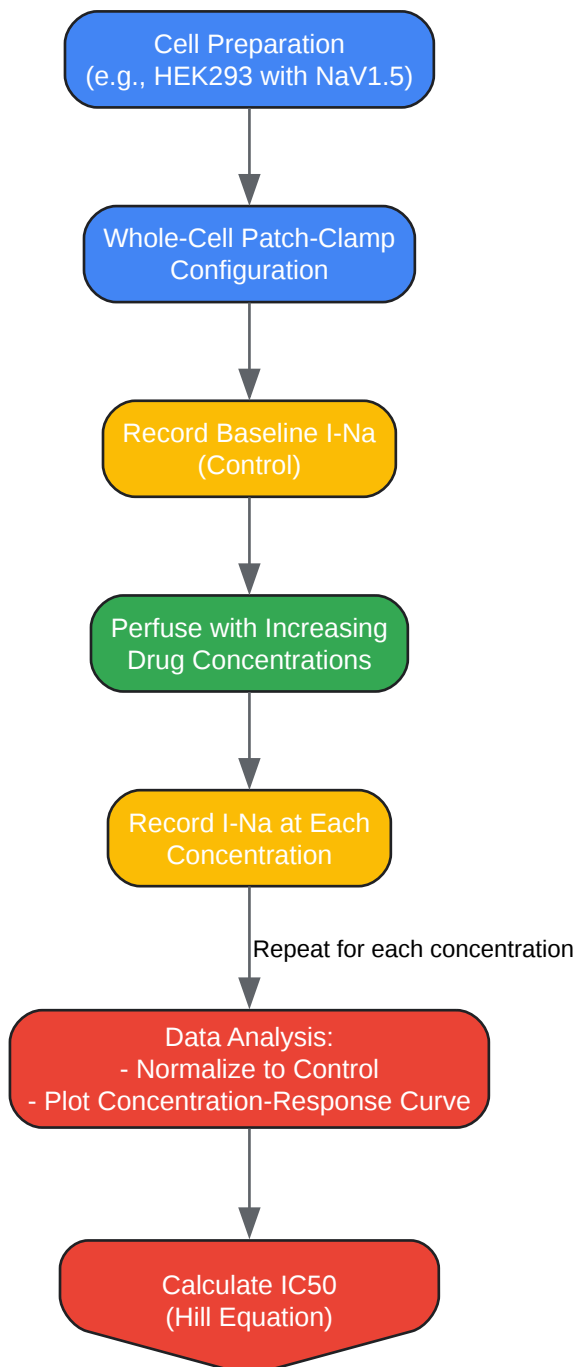 Cell Preparation
(e.g., HEK293 with NaV1.5)
Whole-Cell Patch-Clamp
Configuration
Record Baseline I-Na
(Control)
Perfuse with Increasing
Drug Concentrations
Record I-Na at Each
Concentration
Repeat for each concentration
Data Analysis:
- Normalize to Control
- Plot Concentration-Response Curve
Calculate IC50
(Hill Equation)